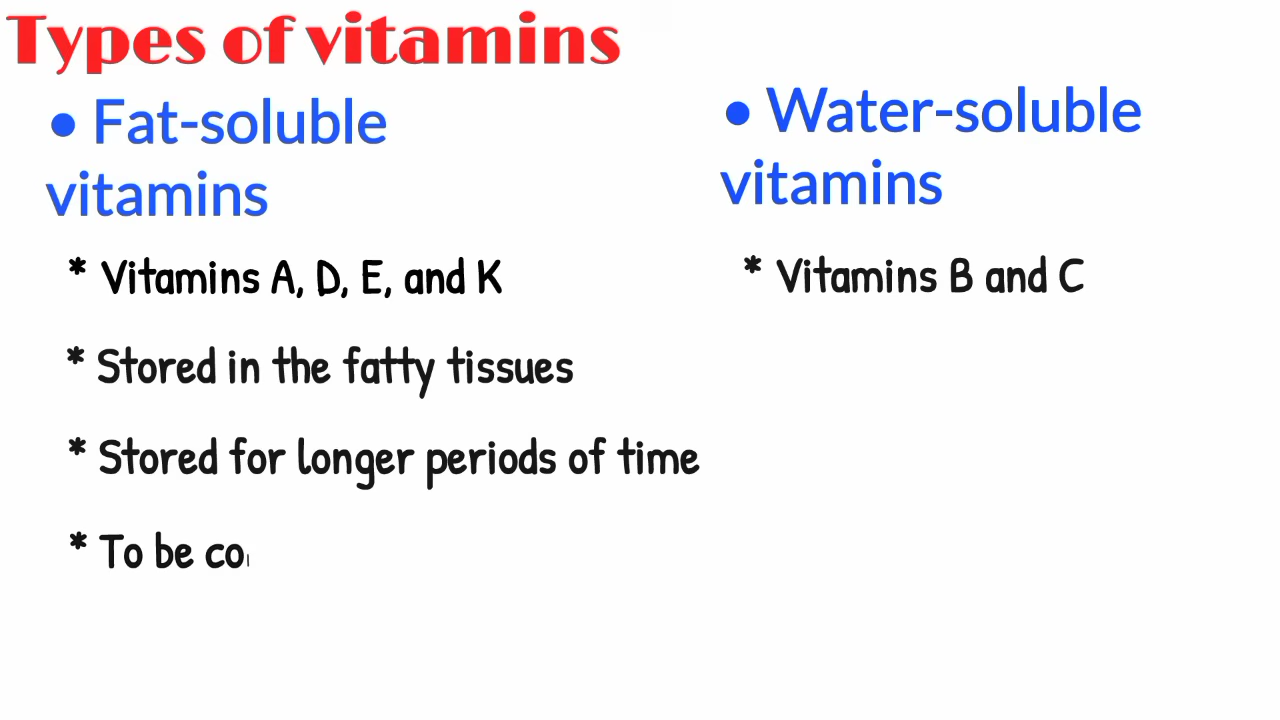 Types of vitamins
• Fat-soluble
vitamins
* Vitamins A, D, E, and K
* Stored in the fatty tissues
* Stored for longer periods of time
* To be
• Water-soluble
vitamins
* Vitamins B and C